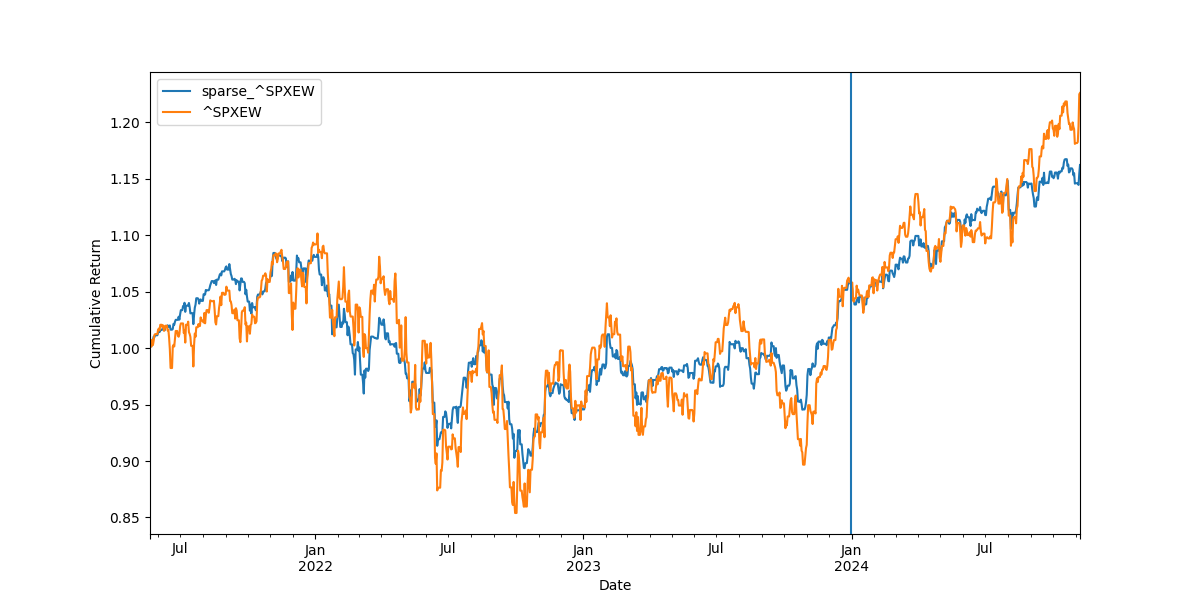 sparse_^SPXEW
^SPXEW
1.20
1.15
1.10
1.05
1.00
0.95
0.90
0.85
Cumulative Return
Jul
Jan
2022
Jul
Jan
2023
Jul
Jan
2024
Jul
Date